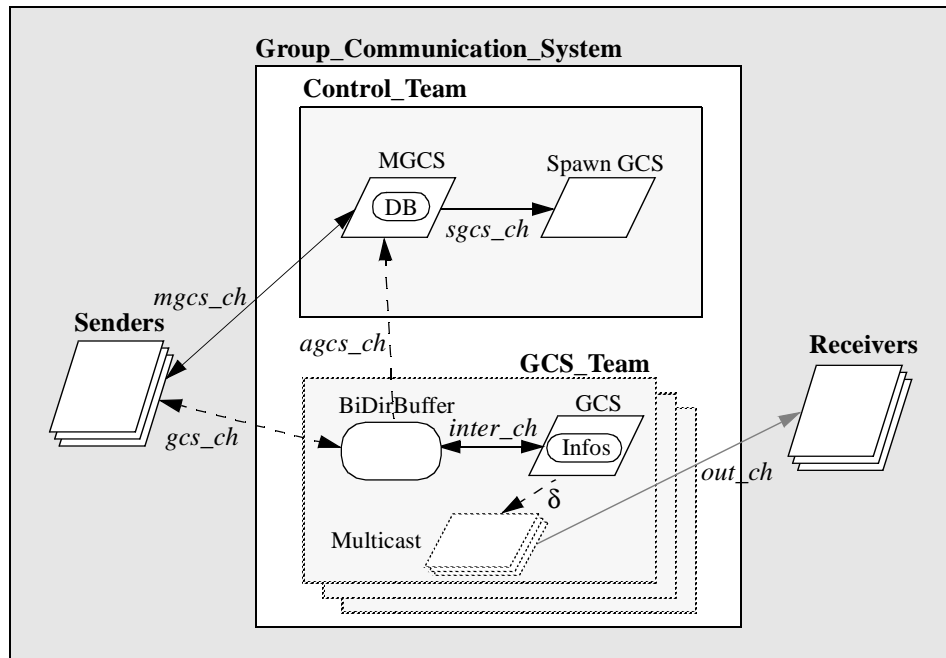 Group_Communication_System
Control_Team
MGCS
Spawn GCS
DB
sgcs_ch
mgcs_ch
Senders
agcs_ch
Receivers
GCS_Team
BiDirBuffer
GCS
gcs_ch
inter_ch
Infos
out_ch
δ
Multicast